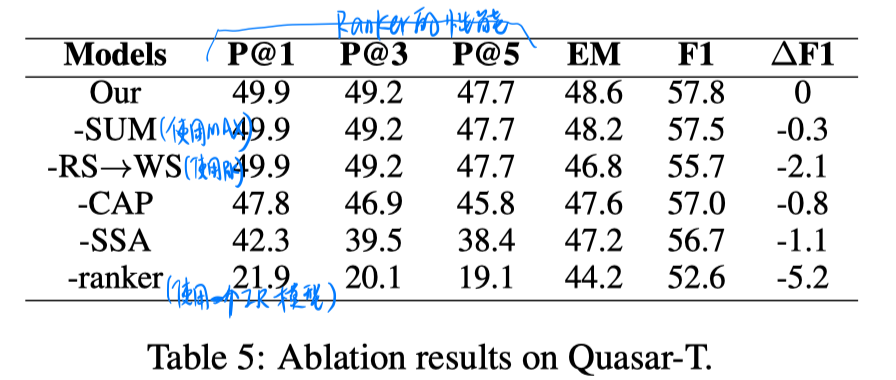 Ranker的性能
Models P@1 P@3 P@5 EM F1 ΔF1
Our 49.9 49.2 47.7 48.6 57.8 0
-SUM(使用MAX) 49.9 49.2 47.7 48.2 57.5 -0.3
-RS→WS(使用) 49.9 49.2 47.7 46.8 55.7 -2.1
-CAP 47.8 46.9 45.8 47.6 57.0 -0.8
-SSA 42.3 39.5 38.4 47.2 56.7 -1.1
-ranker 21.9 20.1 19.1 44.2 52.6 -5.2
(使用一个IR模型)
Table 5: Ablation results on Quasar-T.